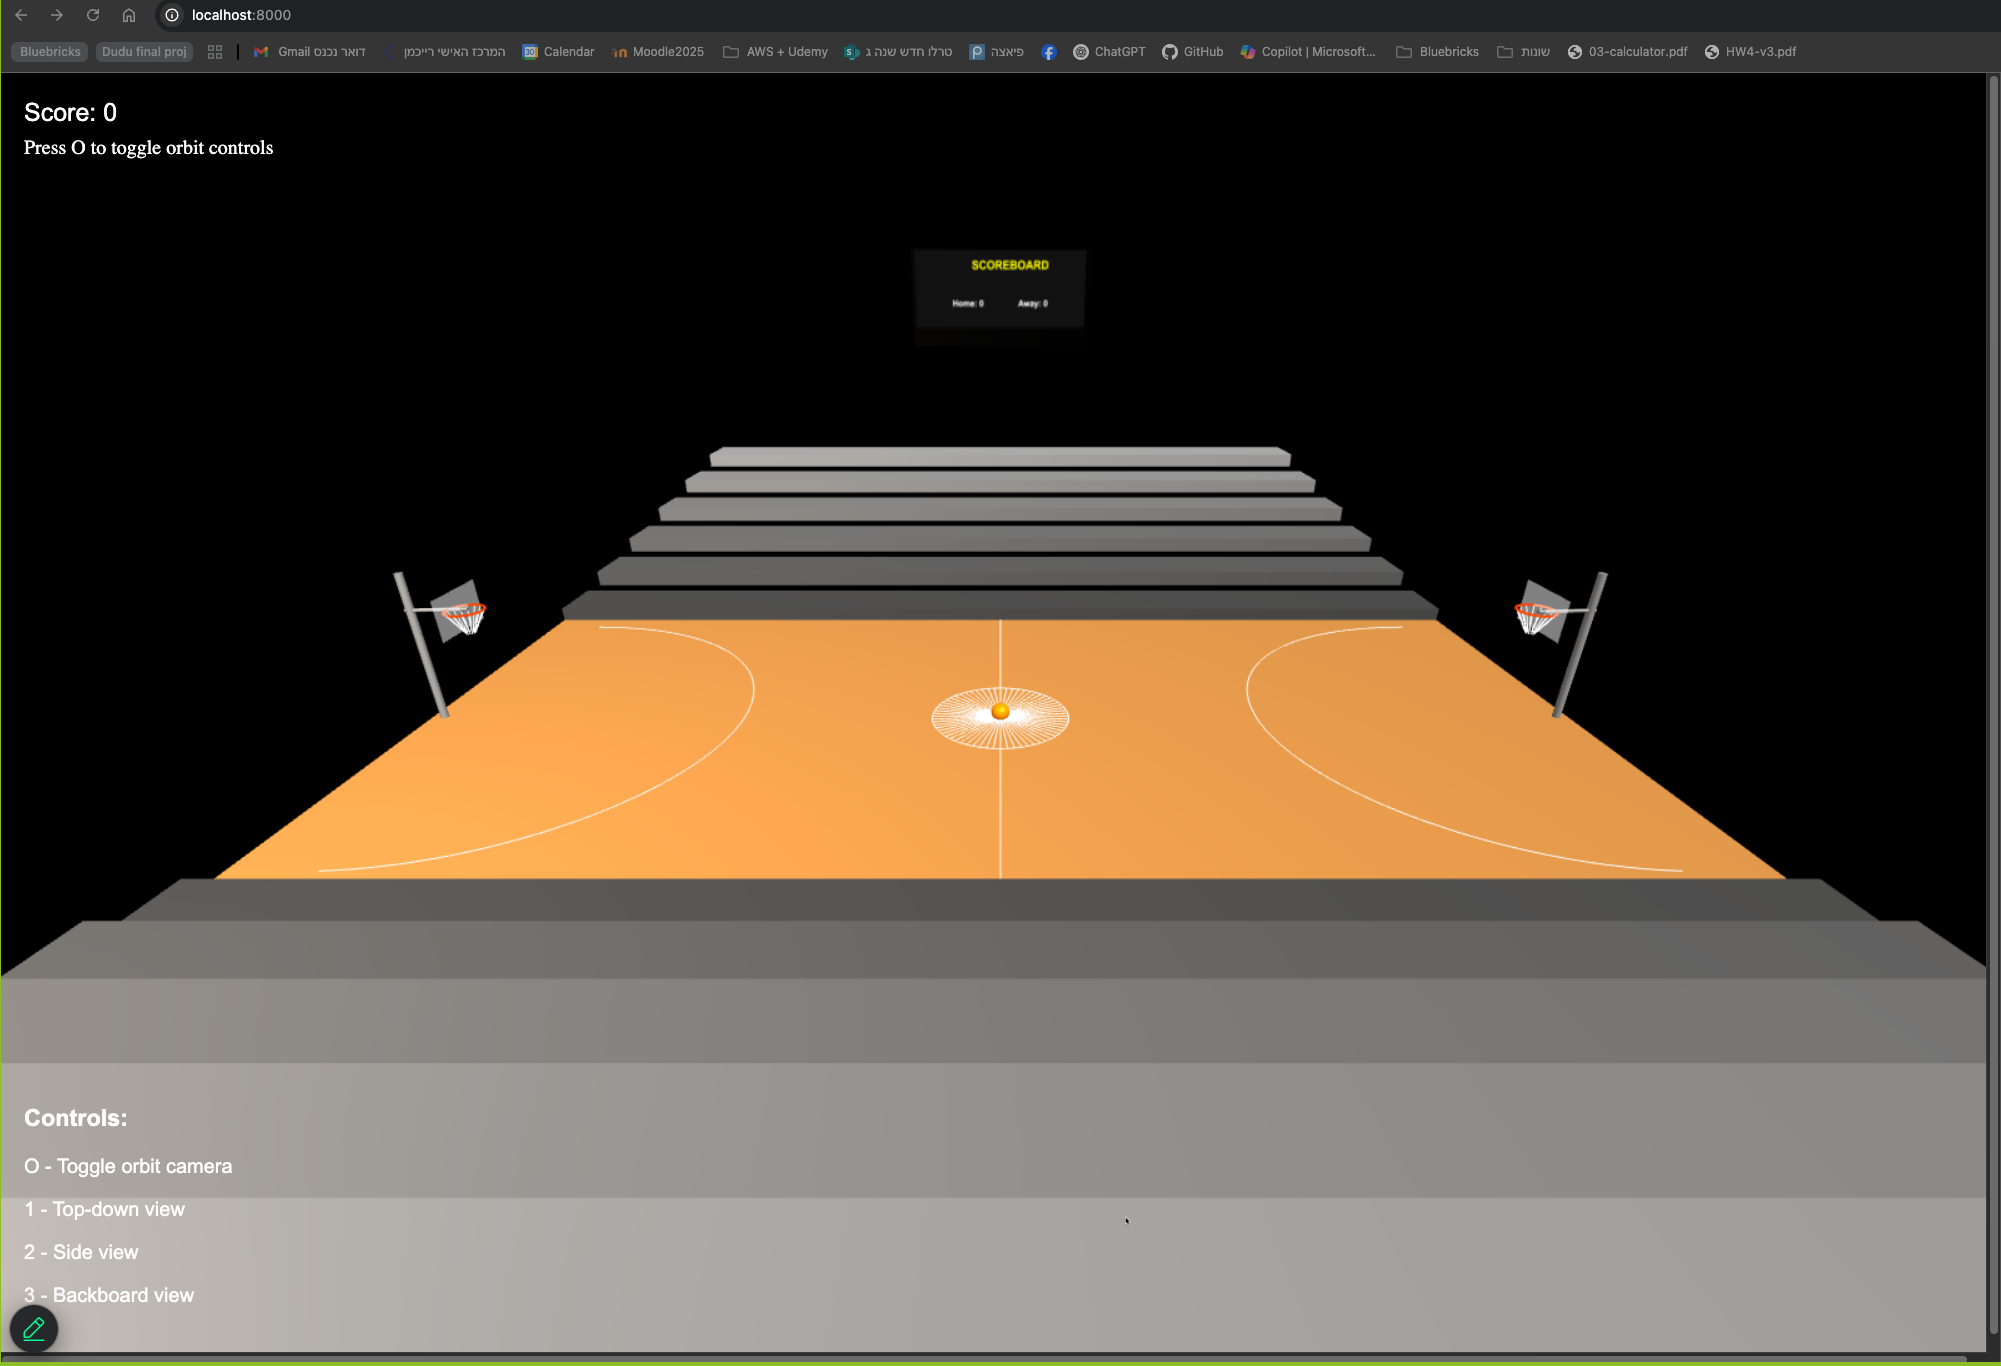 localhost:8000
Bluebricks Dudu final proj Gmail דואר נכנס המרכז האישי רייכמן Calendar Moodle2025 AWS + Udemy טרלו חדש שנה ג פיאצה ChatGPT GitHub Copilot | Microsoft... Bluebricks שונות 03-calculator.pdf HW4-v3.pdf
Score: 0
Press O to toggle orbit controls
SCOREBOARD
Home: 0 Away: 0
Controls:
O - Toggle orbit camera
1 - Top-down view
2 - Side view
3 - Backboard view